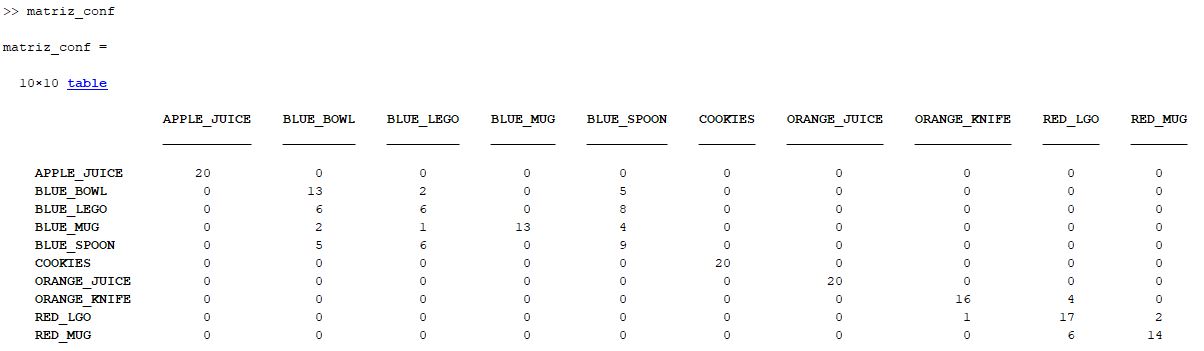 >> matriz_conf
matriz_conf =
10×10 table
APPLE_JUICE BLUE_BOWL BLUE_LEGO BLUE_MUG BLUE_SPOON COOKIES ORANGE_JUICE ORANGE_KNIFE RED_LGO RED_MUG
APPLE_JUICE 20 0 0 0 0 0 0 0 0 0
BLUE_BOWL 0 13 2 0 5 0 0 0 0 0
BLUE_LEGO 0 6 6 0 8 0 0 0 0 0
BLUE_MUG 0 2 1 13 4 0 0 0 0 0
BLUE_SPOON 0 5 6 0 9 0 0 0 0 0
COOKIES 0 0 0 0 0 20 0 0 0 0
ORANGE_JUICE 0 0 0 0 0 0 20 0 0 0
ORANGE_KNIFE 0 0 0 0 0 0 0 16 4 0
RED_LGO 0 0 0 0 0 0 0 1 17 2
RED_MUG 0 0 0 0 0 0 0 0 6 14